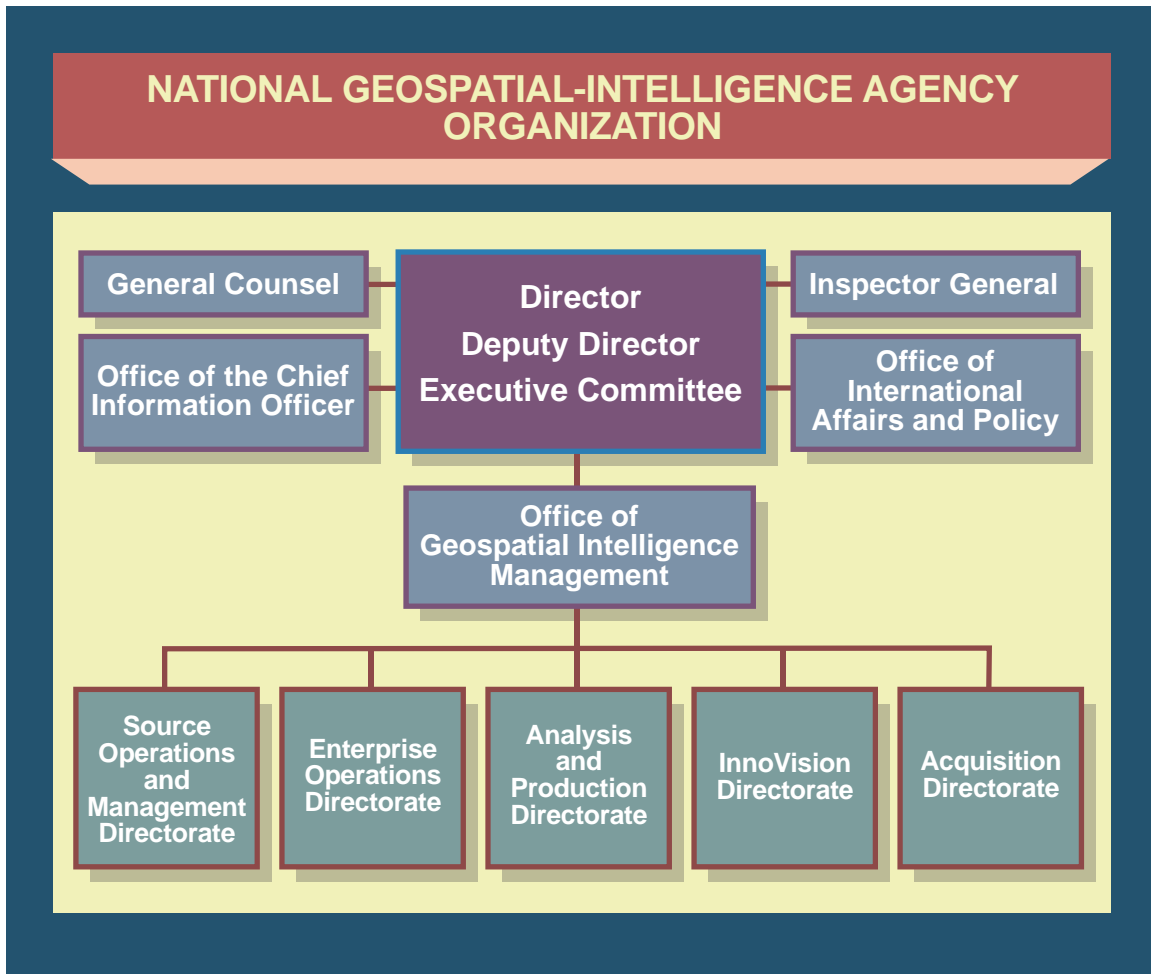 NATIONAL GEOSPATIAL-INTELLIGENCE AGENCY
ORGANIZATION
General Counsel
Director
Deputy Director
Executive Committee
Inspector General
Office of the Chief
Information Officer
Office of
International
Affairs and Policy
Office of
Geospatial Intelligence
Management
Source
Operations
and
Management
Directorate
Enterprise
Operations
Directorate
Analysis
and
Production
Directorate
InnoVision
Directorate
Acquisition
Directorate